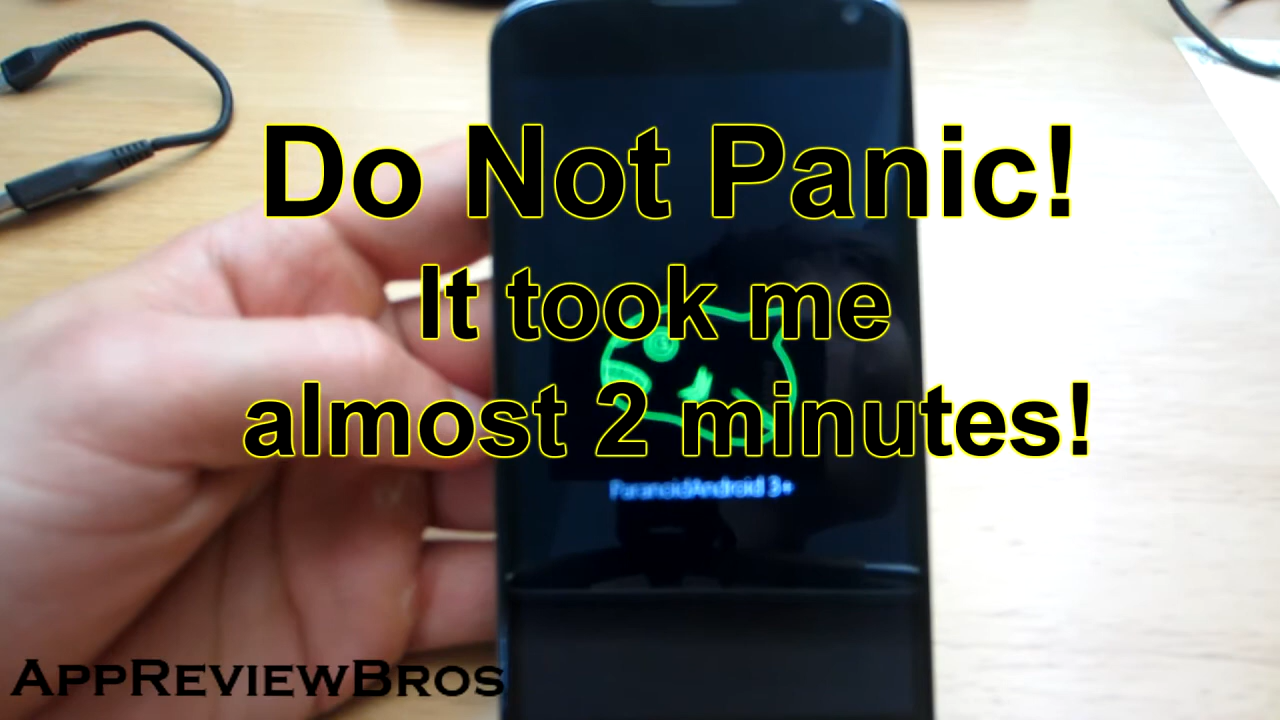 Do Not Panic!
It took me
almost 2 minutes!
ParanoidAndroid 3+
AppReviewBros